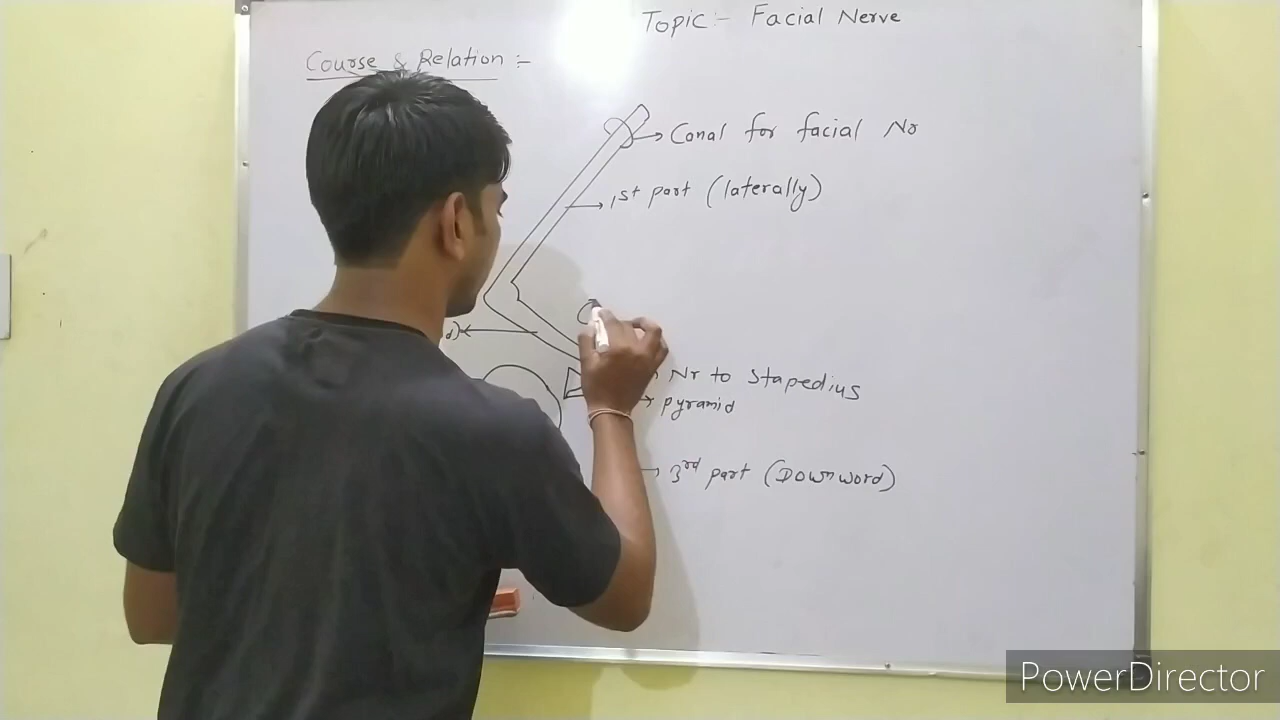 Topic:- Facial Nerve
Course & Relation :-
Canal for facial Nr
1st part (laterally)
Nr to Stapedius
pyramid
3rd part (Downword)
PowerDirector